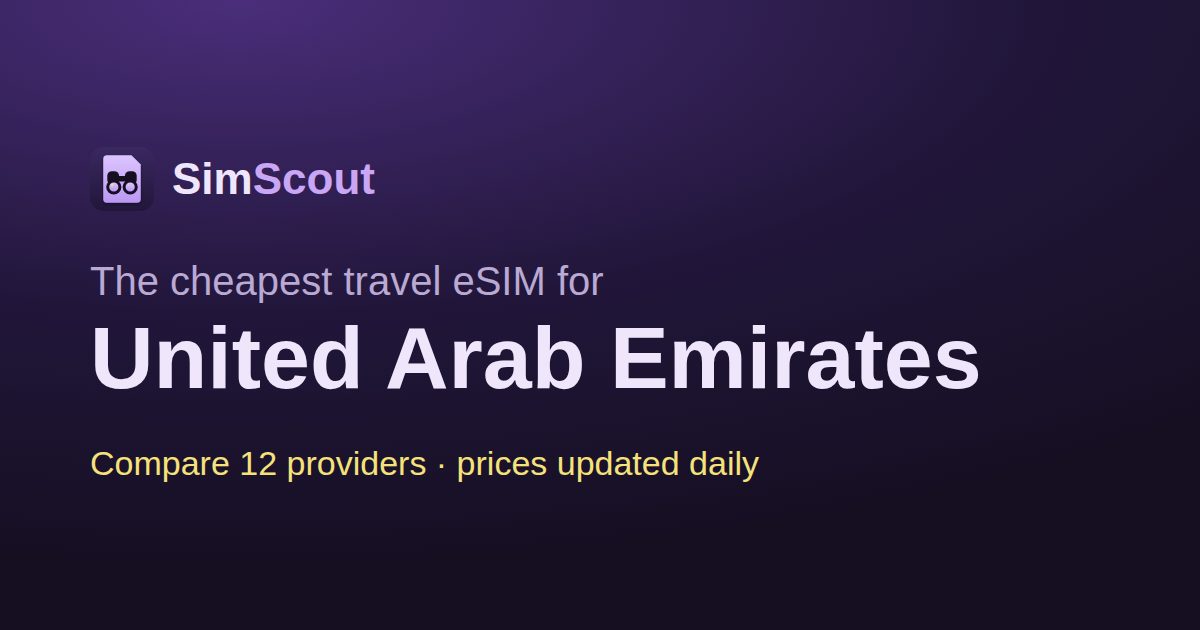 SimScout
The cheapest travel eSIM for
United Arab Emirates
Compare 12 providers · prices updated daily